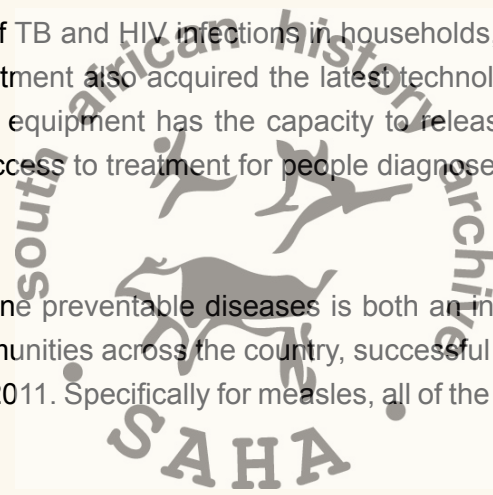 f TB and HIV infections in households.
tment also acquired the latest technol
equipment has the capacity to releas
ccess to treatment for people diagnose
ne preventable diseases is both an in
nunities across the country, successful
2011. Specifically for measles, all of the
south african history archive
SAHA